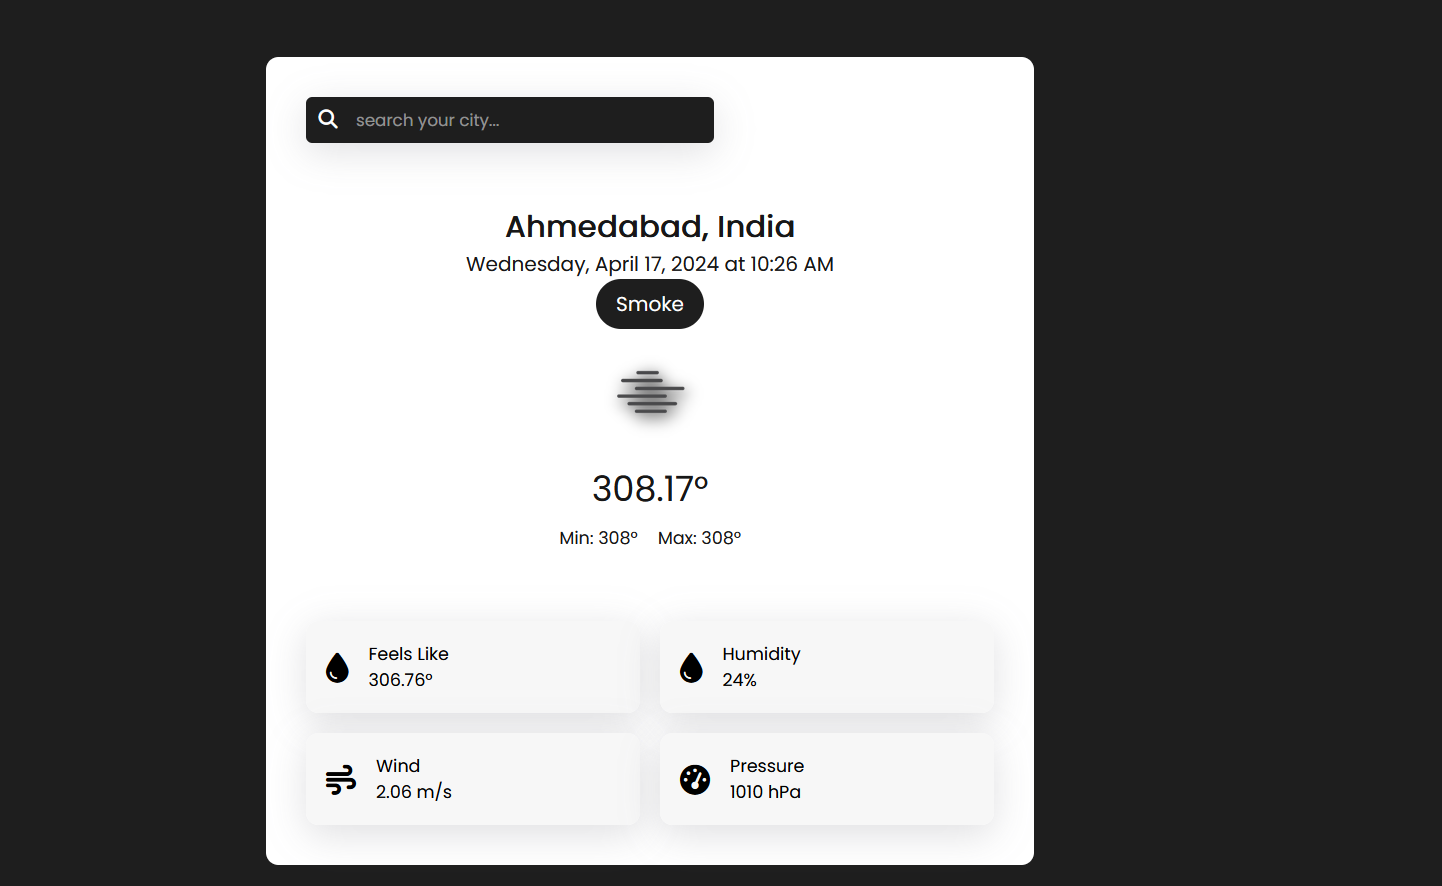 search your city...
Ahmedabad, India
Wednesday, April 17, 2024 at 10:26 AM
Smoke
308.17°
Min: 308° Max: 308°
Feels Like
306.76°
Humidity
24%
Wind
2.06 m/s
Pressure
1010 hPa